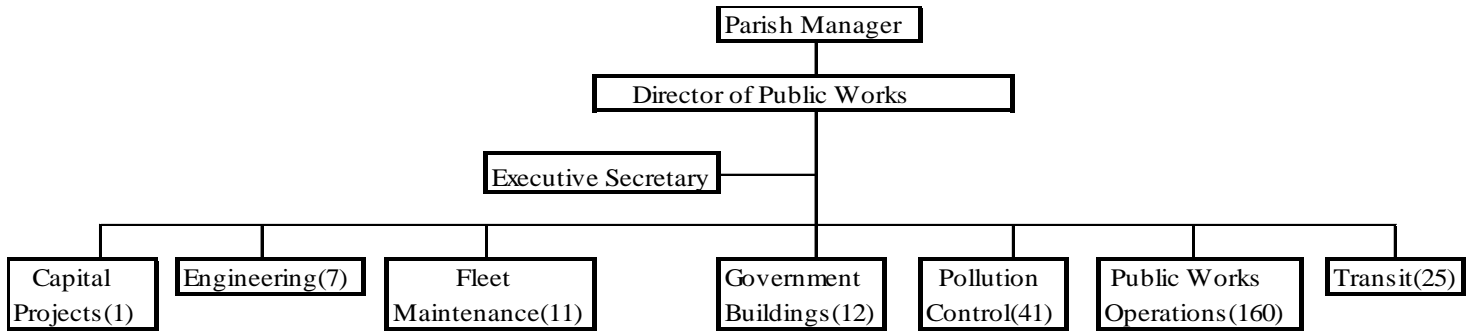 Parish Manager
Director of Public Works
Executive Secretary
Capital
Projects(1)
Engineering(7)
Fleet
Maintenance(11)
Government
Buildings(12)
Pollution
Control(41)
Public Works
Operations(160)
Transit(25)